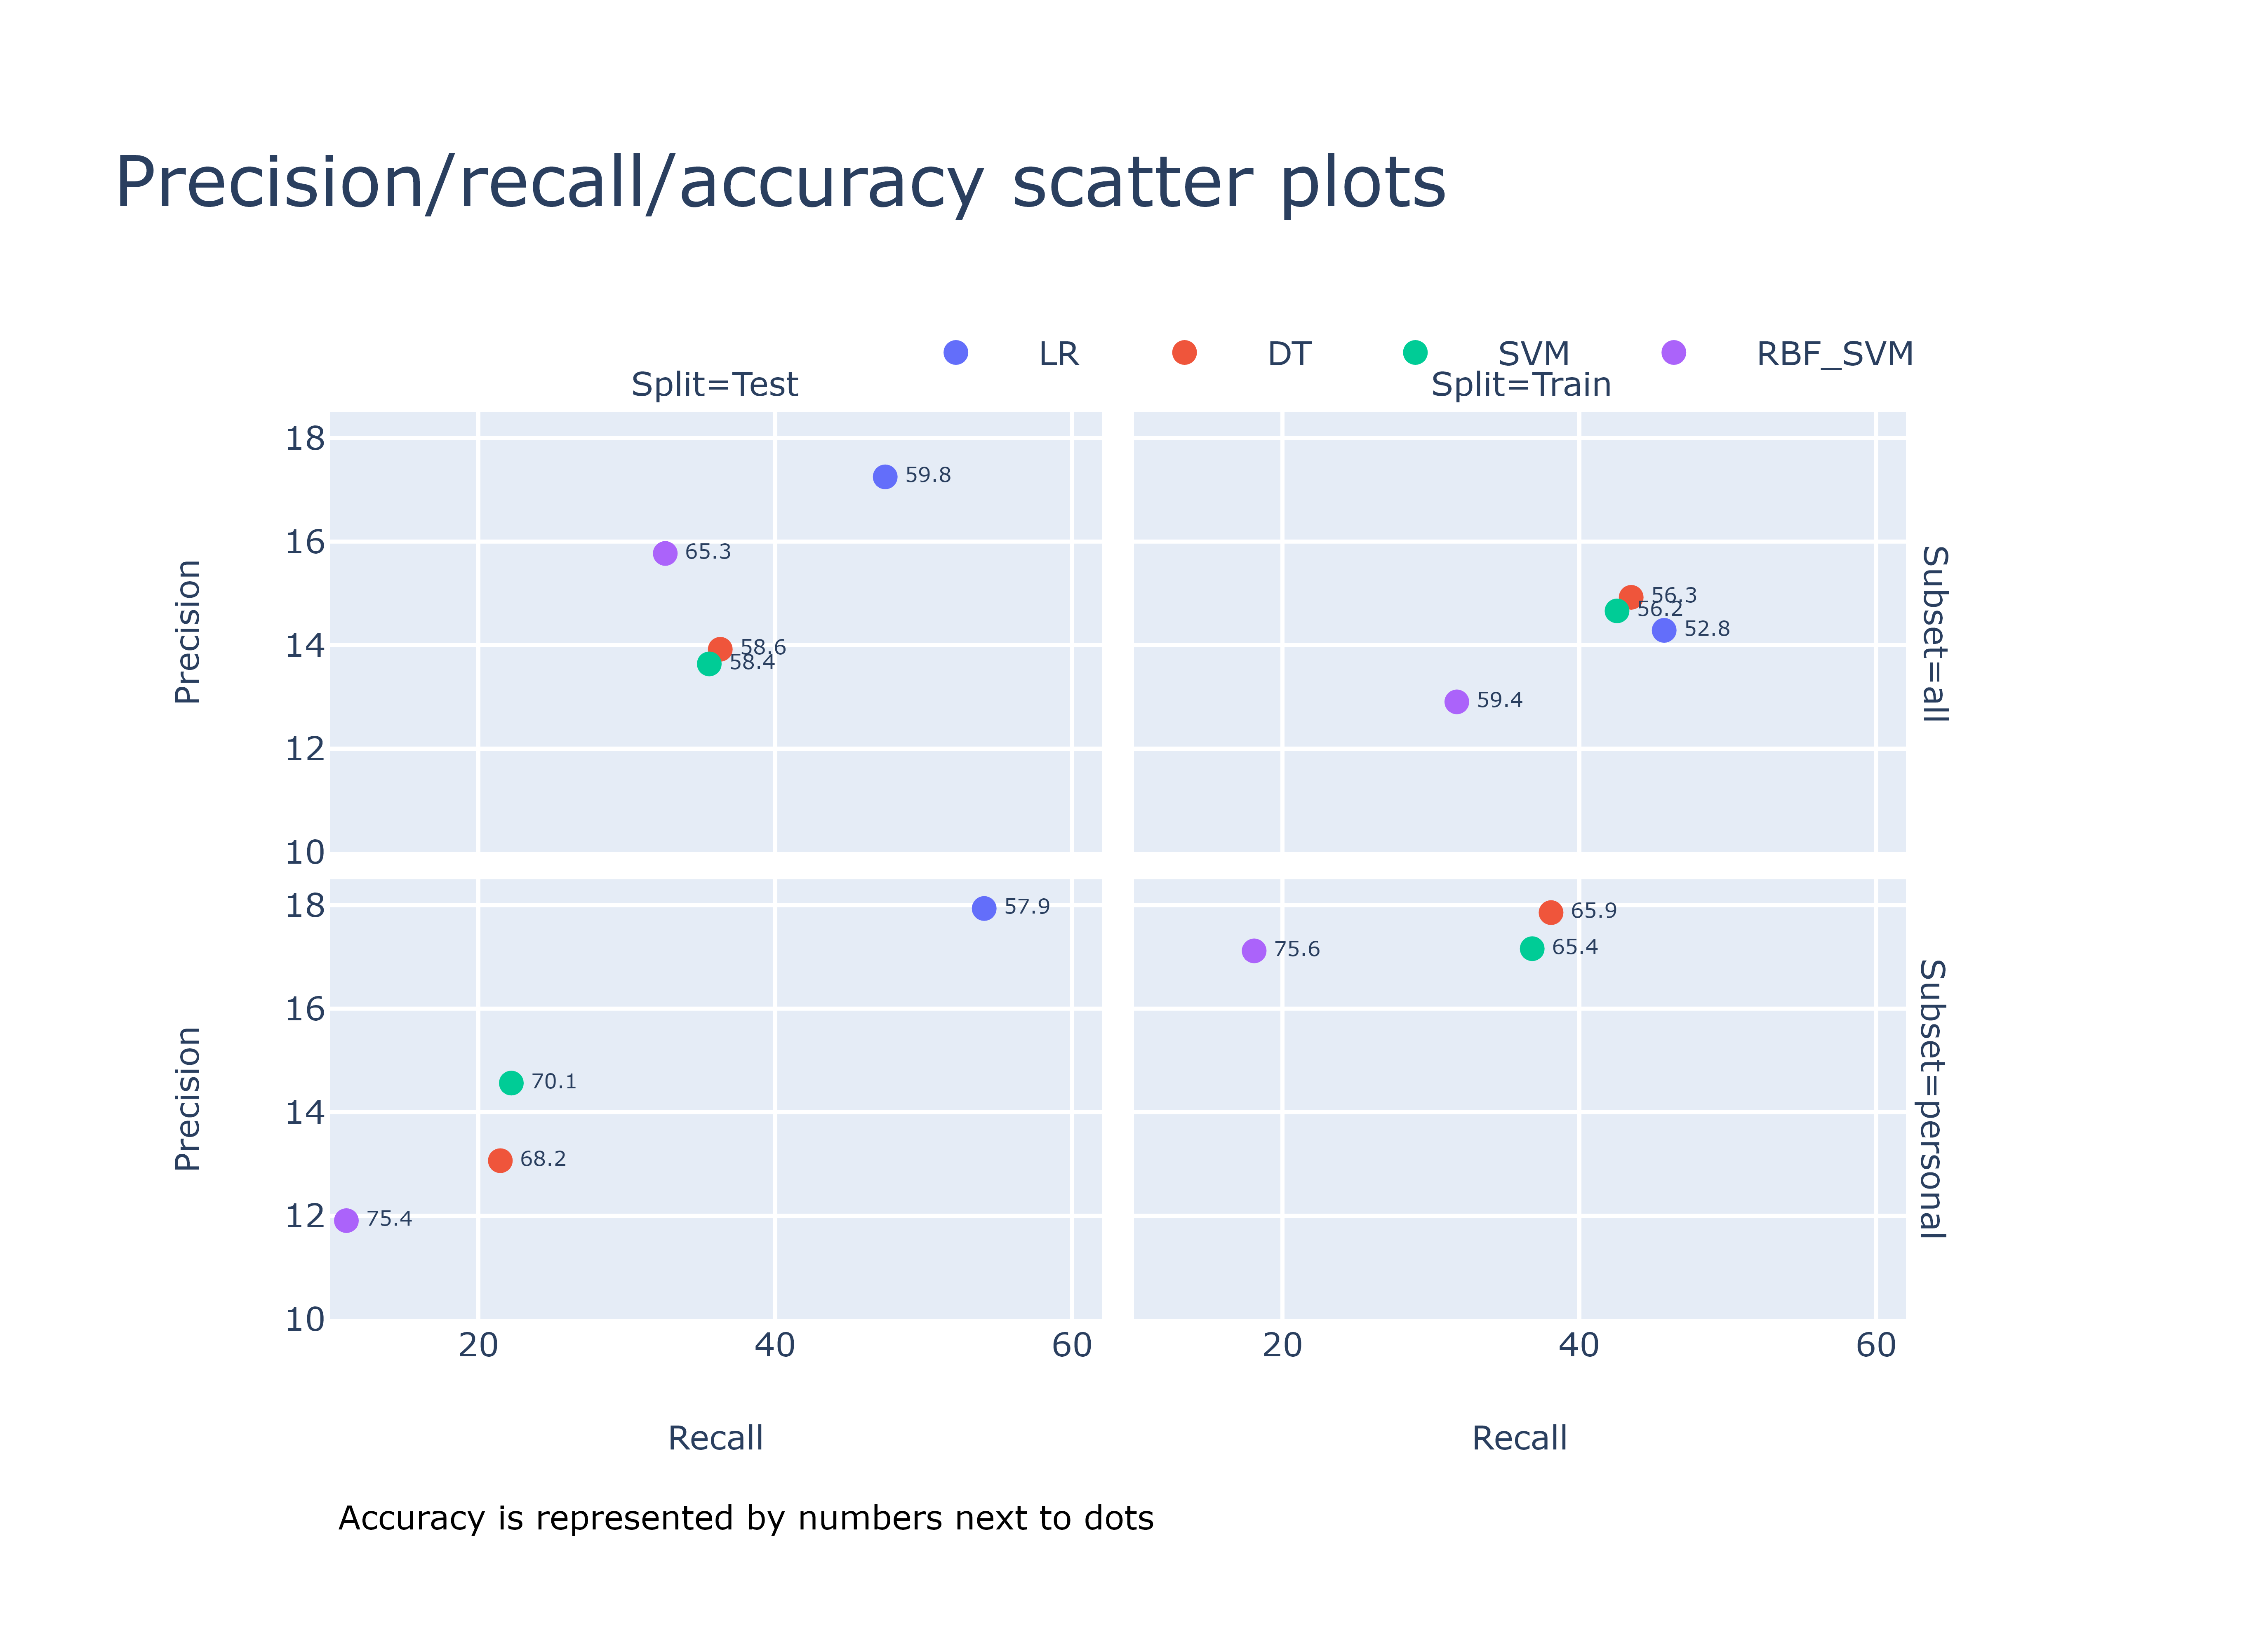 Precision/recall/accuracy scatter plots
LR DT SVM RBF_SVM
Split=Test Split=Train
18
16
14
12
10
Precision
59.8
65.3
58.6
58.4
56.3
56.2
52.8
59.4
Subset=all
18
16
14
12
10
Precision
57.9
70.1
68.2
75.4
65.9
75.6
65.4
Subset=personal
20 40 60 20 40 60
Recall Recall
Accuracy is represented by numbers next to dots